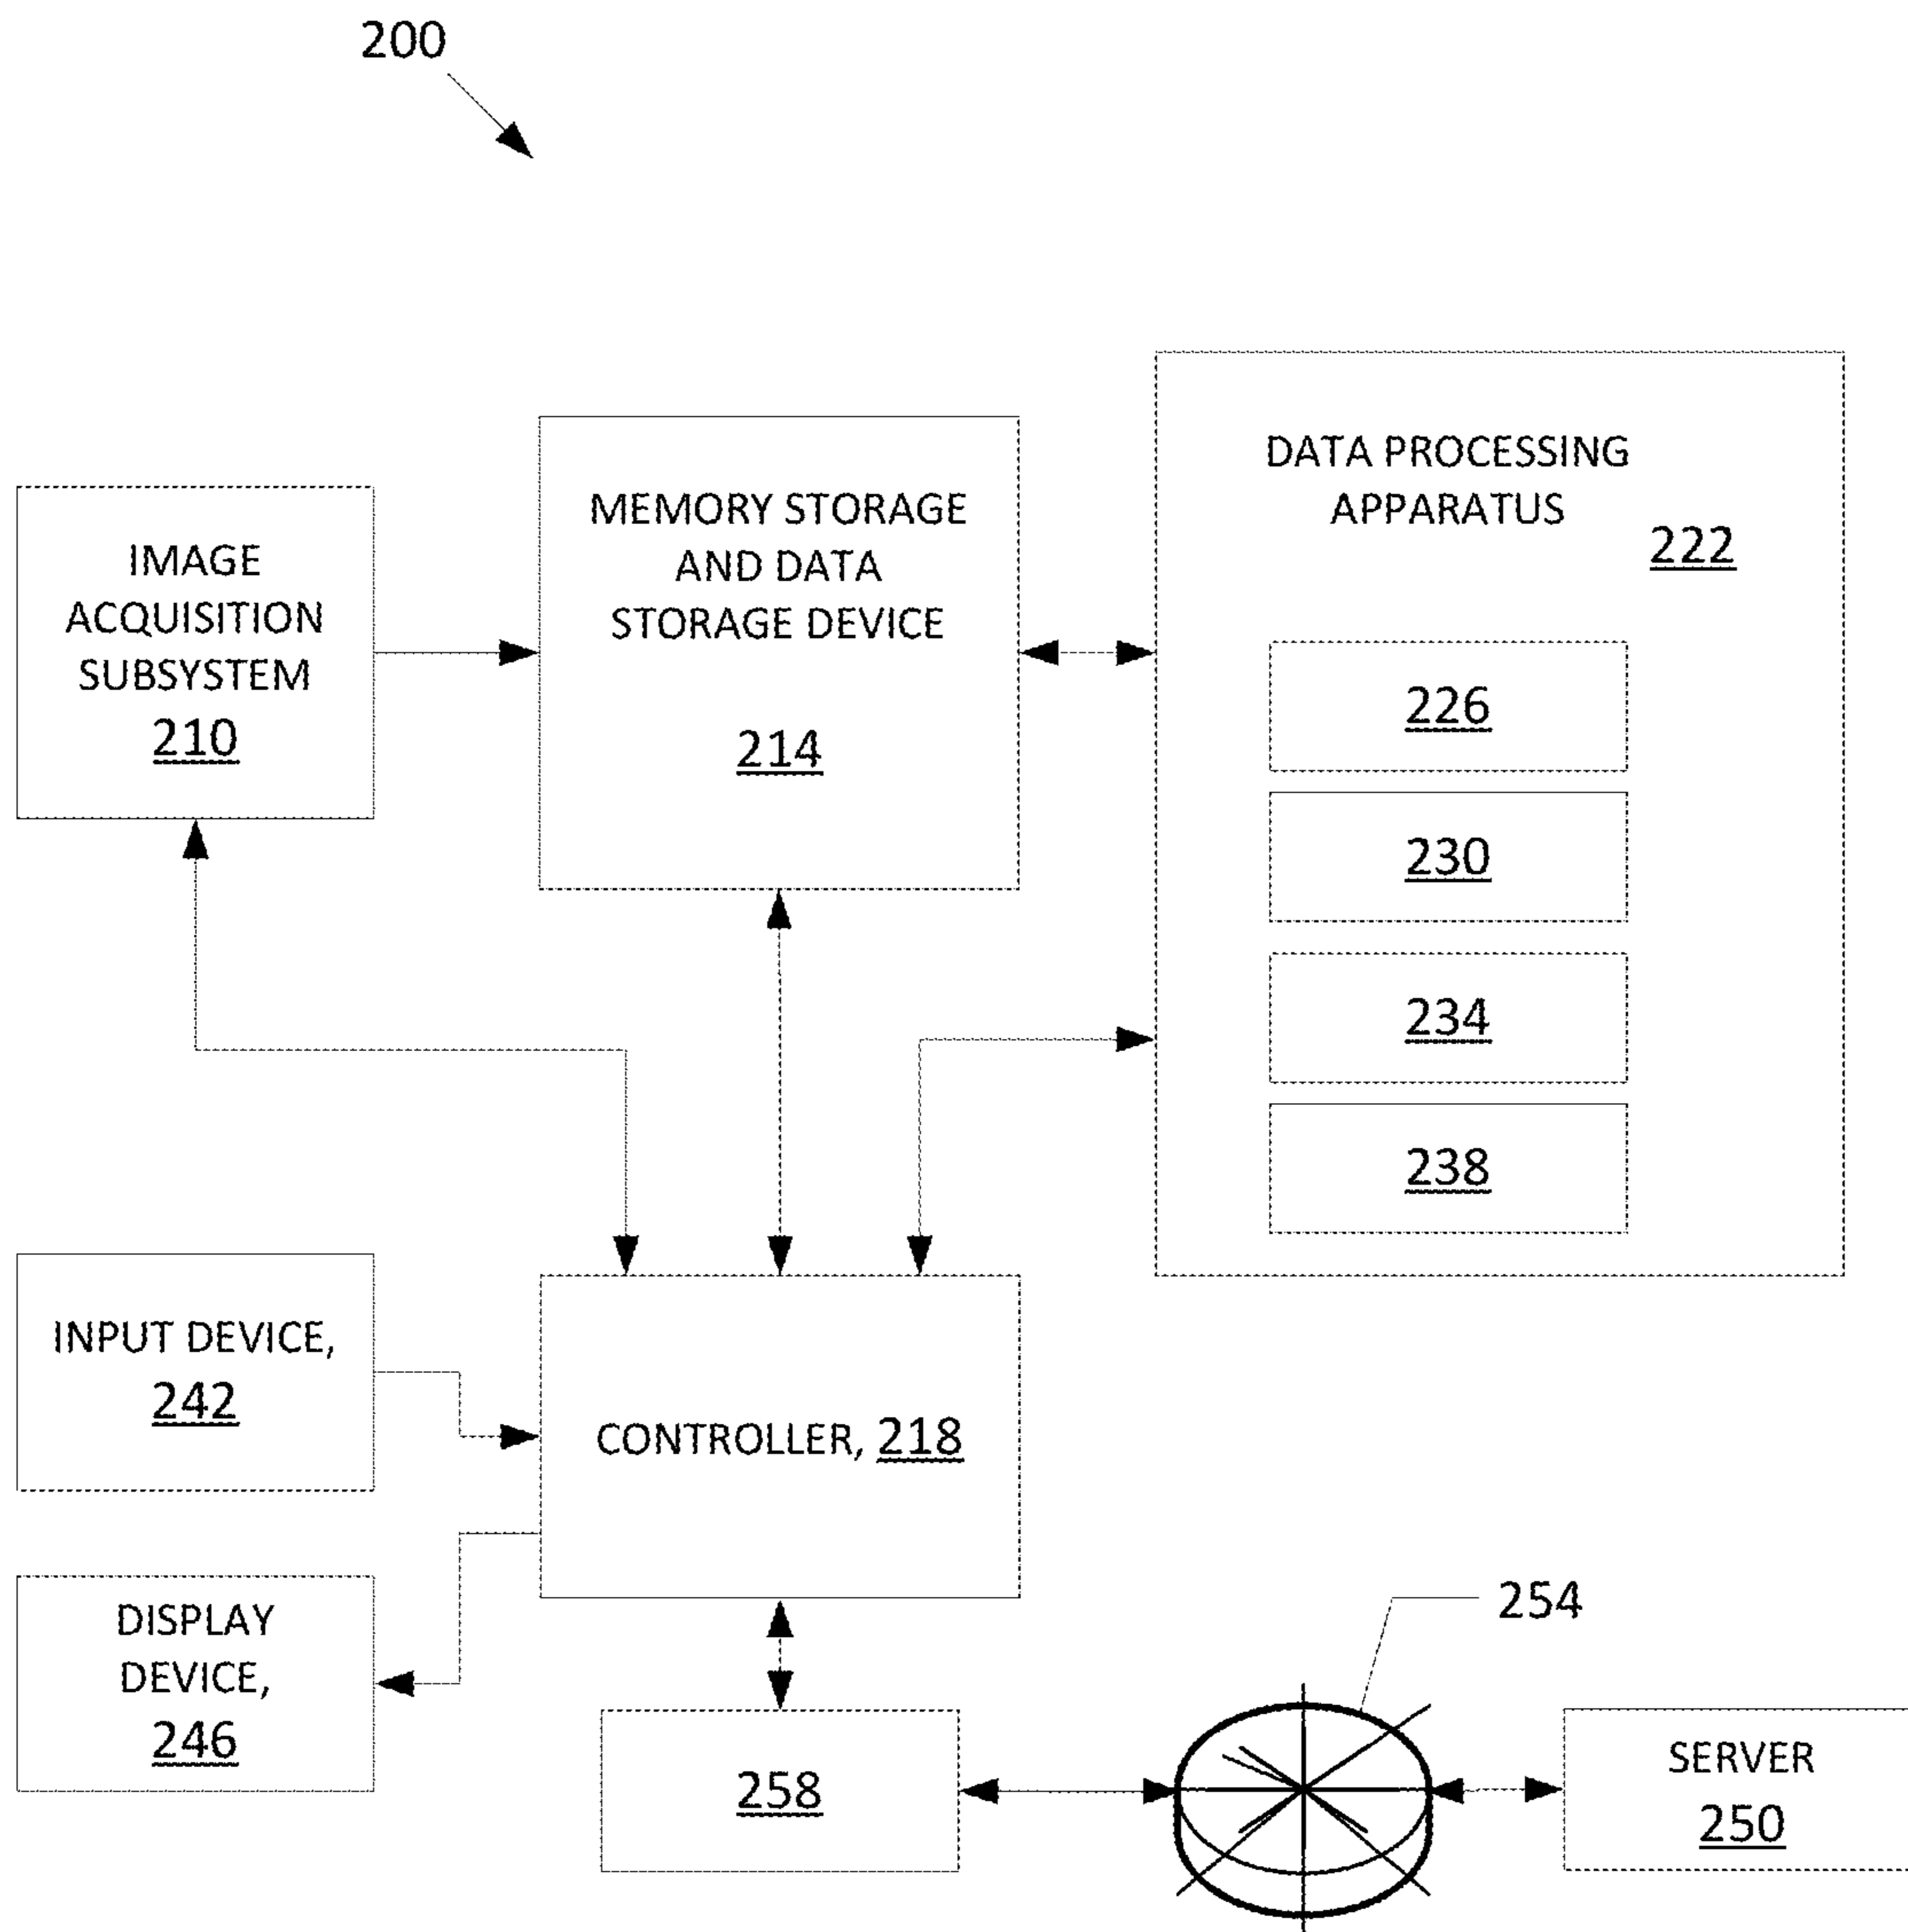 200
IMAGE
ACQUISITION
SUBSYSTEM
210
MEMORY STORAGE
AND DATA
STORAGE DEVICE
214
DATA PROCESSING
APPARATUS
222
226
230
234
238
INPUT DEVICE,
242
CONTROLLER, 218
DISPLAY
DEVICE,
246
258
254
SERVER
250